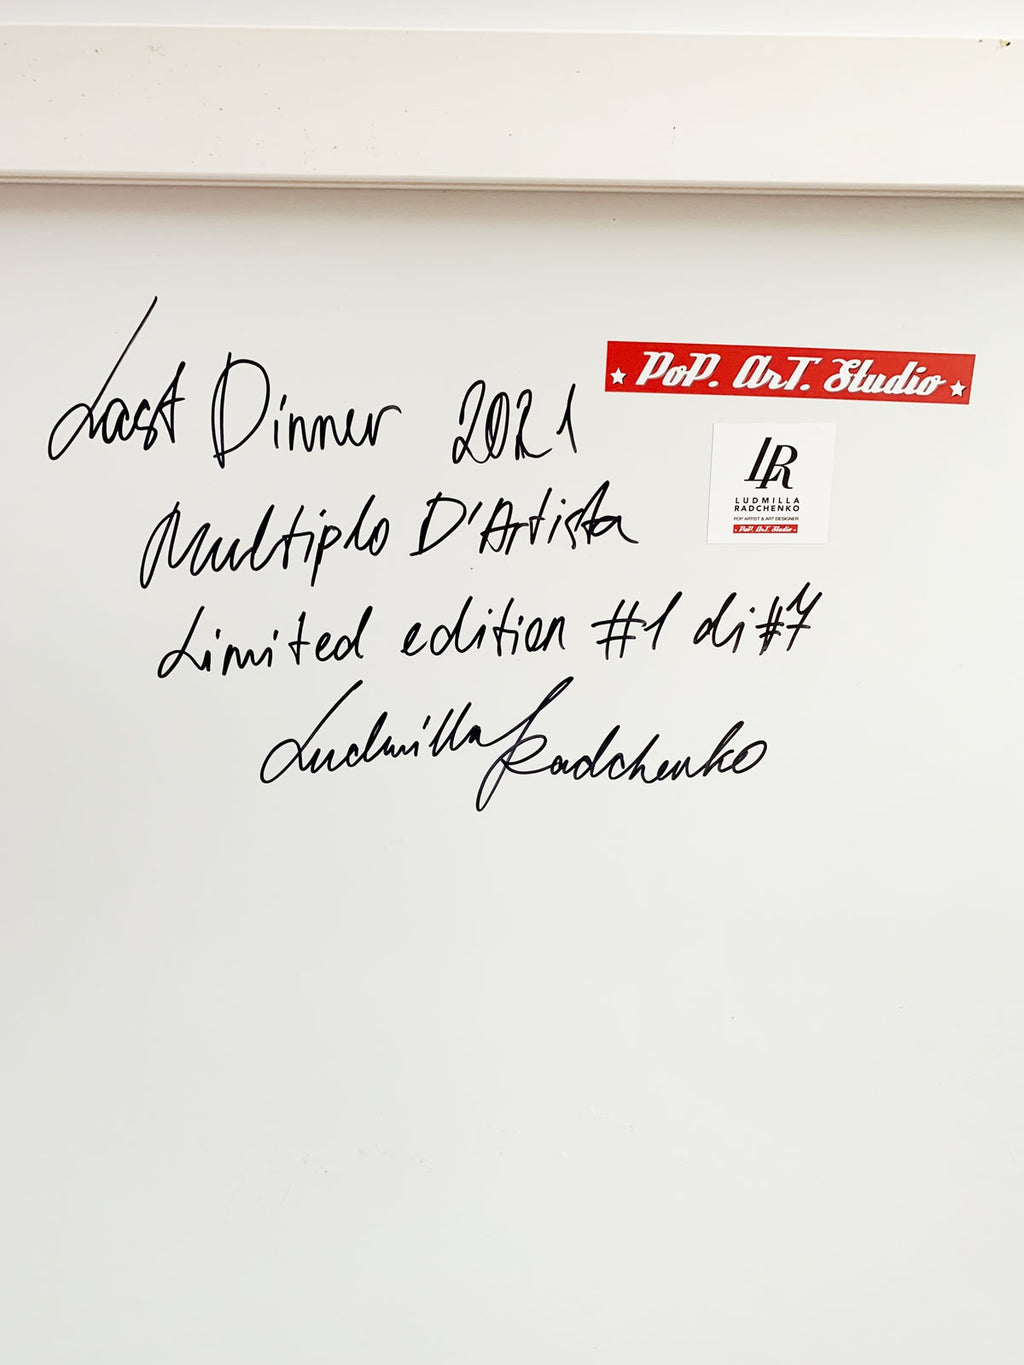 Last Dinner 2021
Multiplo D'Artista
Limited edition #1 di #7
Ludmilla Radchenko
PoP. ArT. Studio
LR
LUDMILLA
RADCHENKO
POP ARTIST & ART DESIGNER
PoP. ArT. Studio